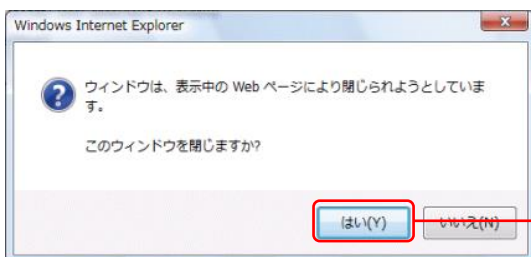 Windows Internet Explorer
ウィンドウは、表示中の Web ページにより閉じられようとしていま
す。
このウィンドウを閉じますか?
はい(Y)
いいえ(N)